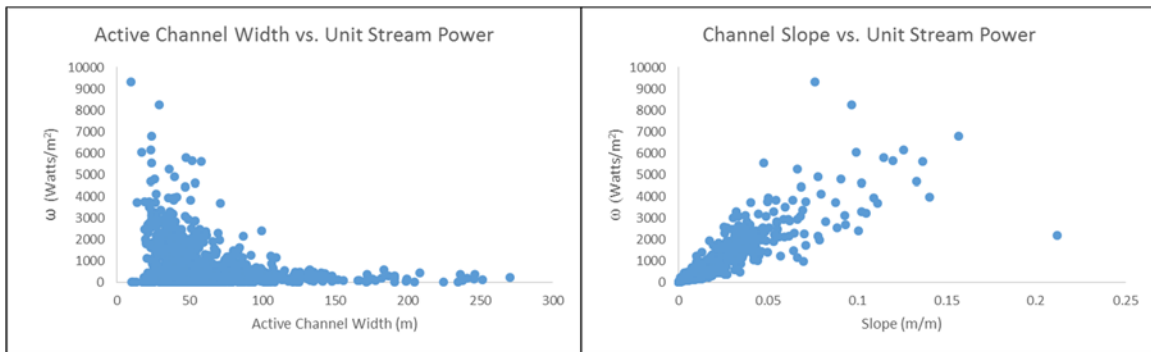 Active Channel Width vs. Unit Stream Power
10000
9000
8000
7000
6000
5000
4000
3000
2000
1000
0
ω (Watts/m²)
0 50 100 150 200 250 300
Active Channel Width (m)
Channel Slope vs. Unit Stream Power
10000
9000
8000
7000
6000
5000
4000
3000
2000
1000
0
ω (Watts/m²)
0 0.05 0.1 0.15 0.2 0.25
Slope (m/m)